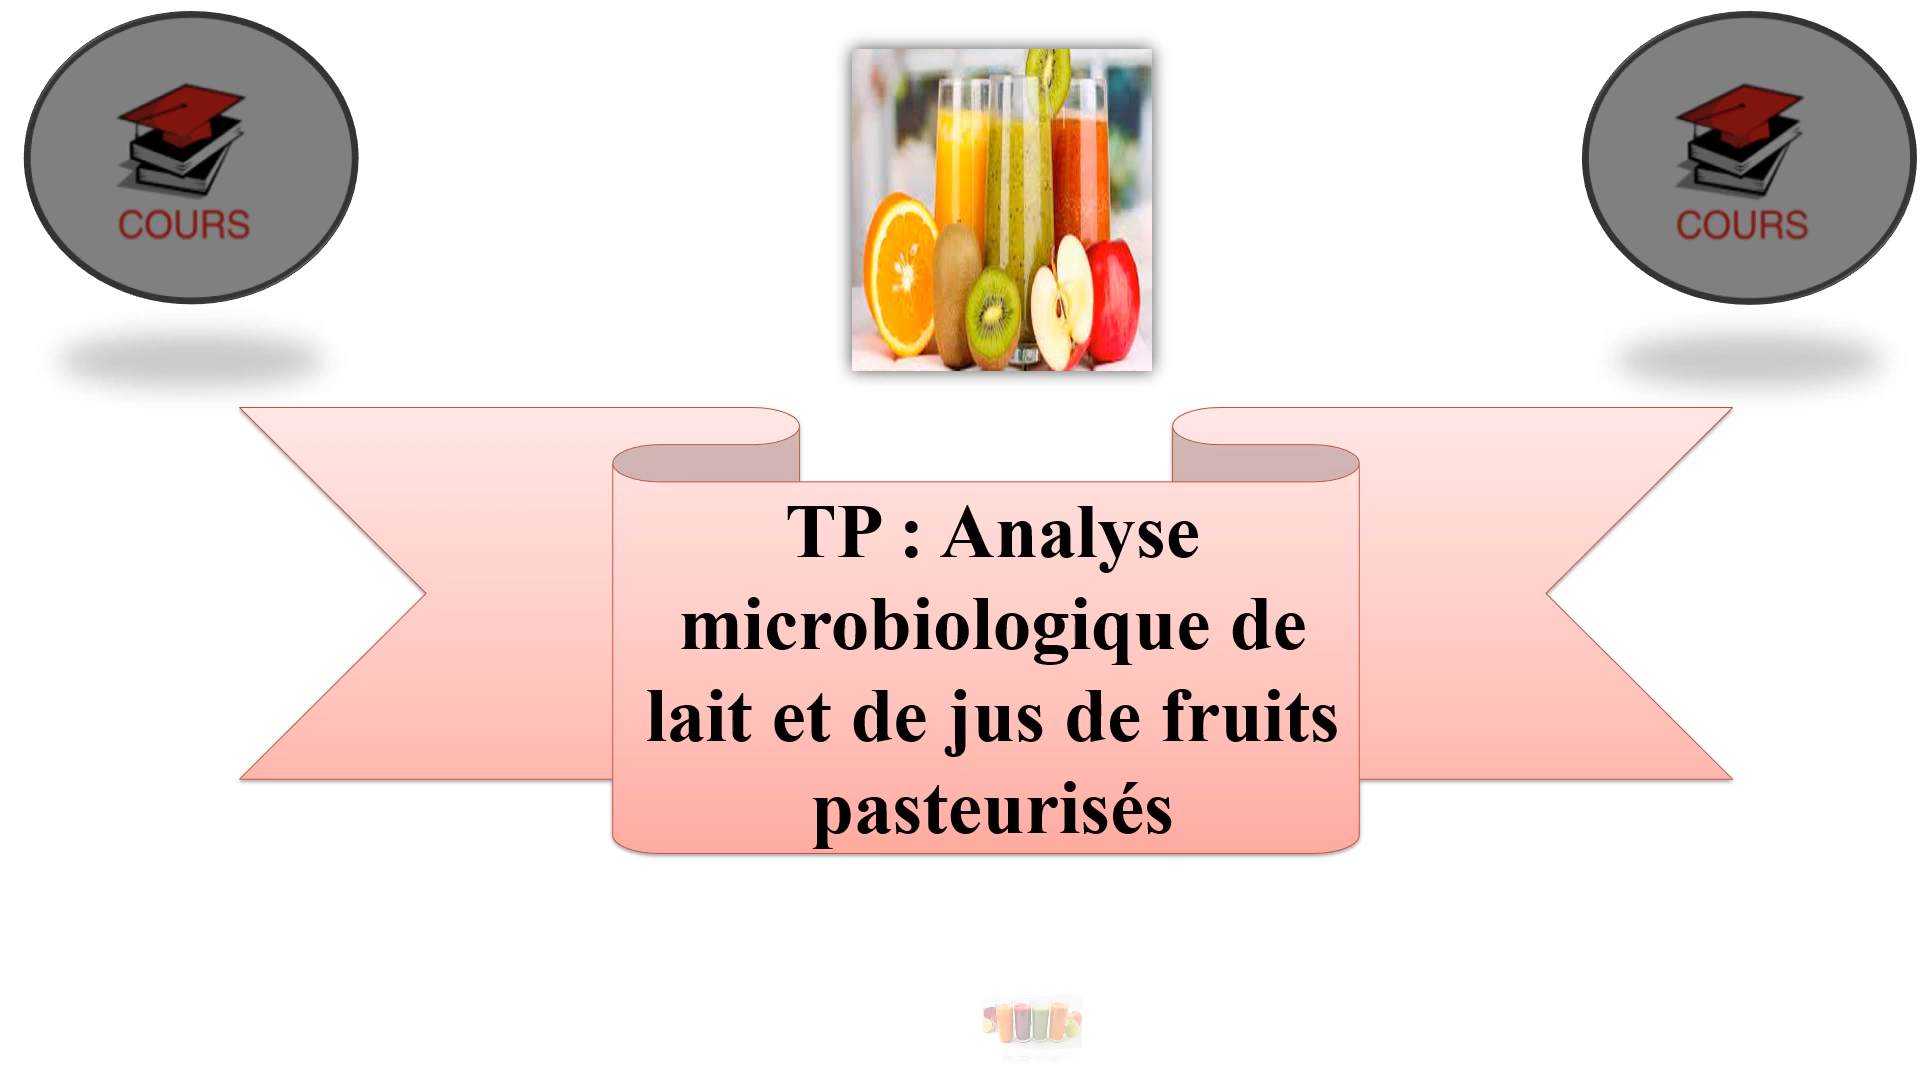 COURS
COURS
TP : Analyse
microbiologique de
lait et de jus de fruits
pasteurisés